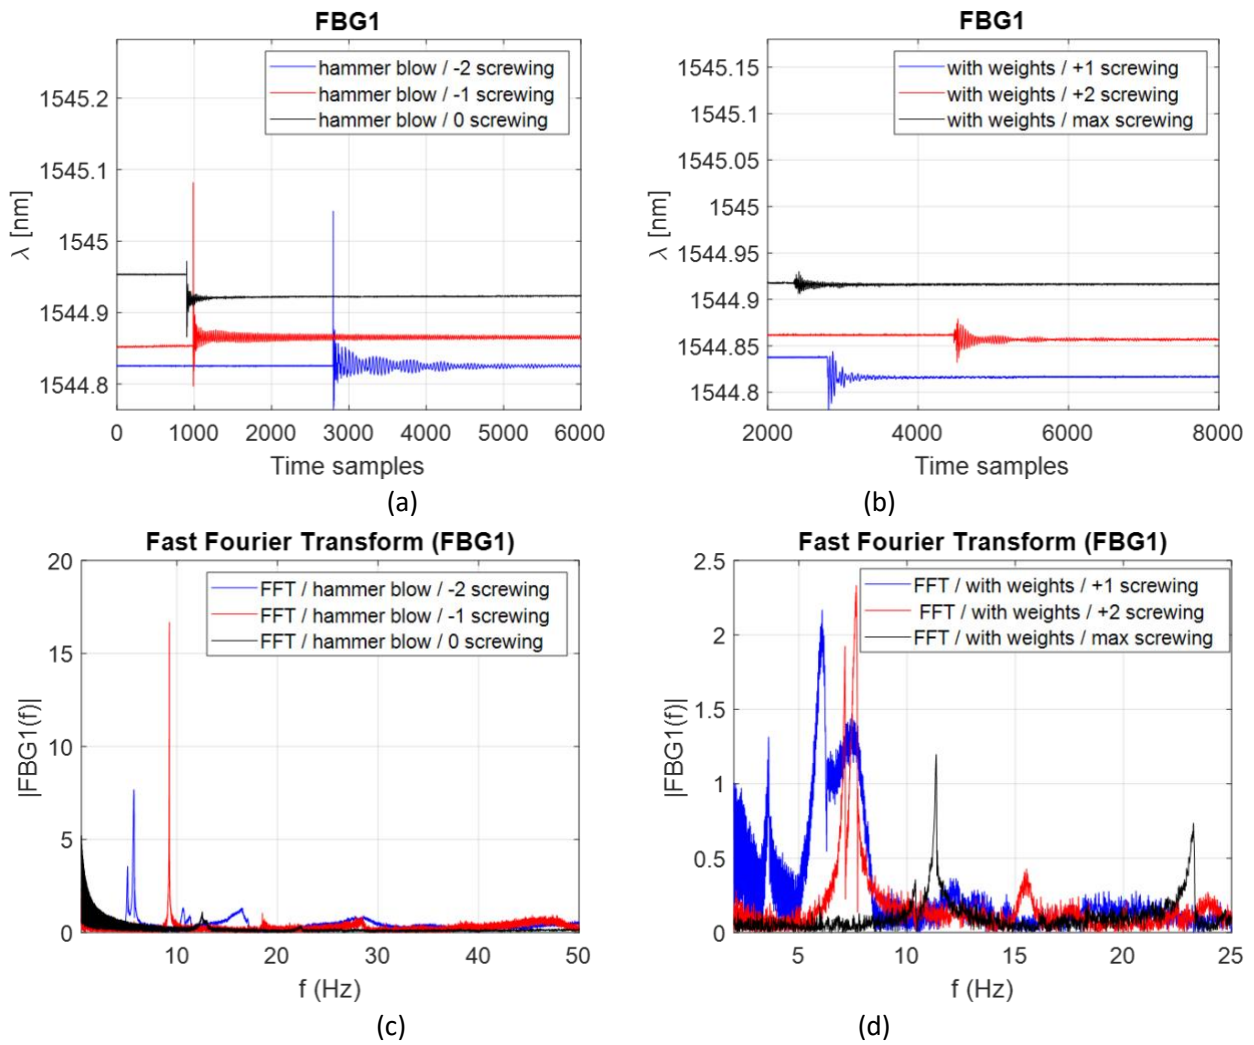 FBG1
hammer blow / -2 screwing
hammer blow / -1 screwing
hammer blow / 0 screwing
1545.2
1545.1
1545
1544.9
1544.8
λ [nm]
0
1000
2000
3000
4000
5000
6000
Time samples
(a)
FBG1
with weights / +1 screwing
with weights / +2 screwing
with weights / max screwing
1545.15
1545.1
1545.05
1545
1544.95
1544.9
1544.85
1544.8
λ [nm]
2000
4000
6000
8000
Time samples
(b)
Fast Fourier Transform (FBG1)
FFT / hammer blow / -2 screwing
FFT / hammer blow / -1 screwing
FFT / hammer blow / 0 screwing
20
15
10
5
0
|FBG1(f)|
10
20
30
40
50
f (Hz)
(c)
Fast Fourier Transform (FBG1)
FFT / with weights / +1 screwing
FFT / with weights / +2 screwing
FFT / with weights / max screwing
2.5
2
1.5
1
0.5
0
|FBG1(f)|
5
10
15
20
25
f (Hz)
(d)